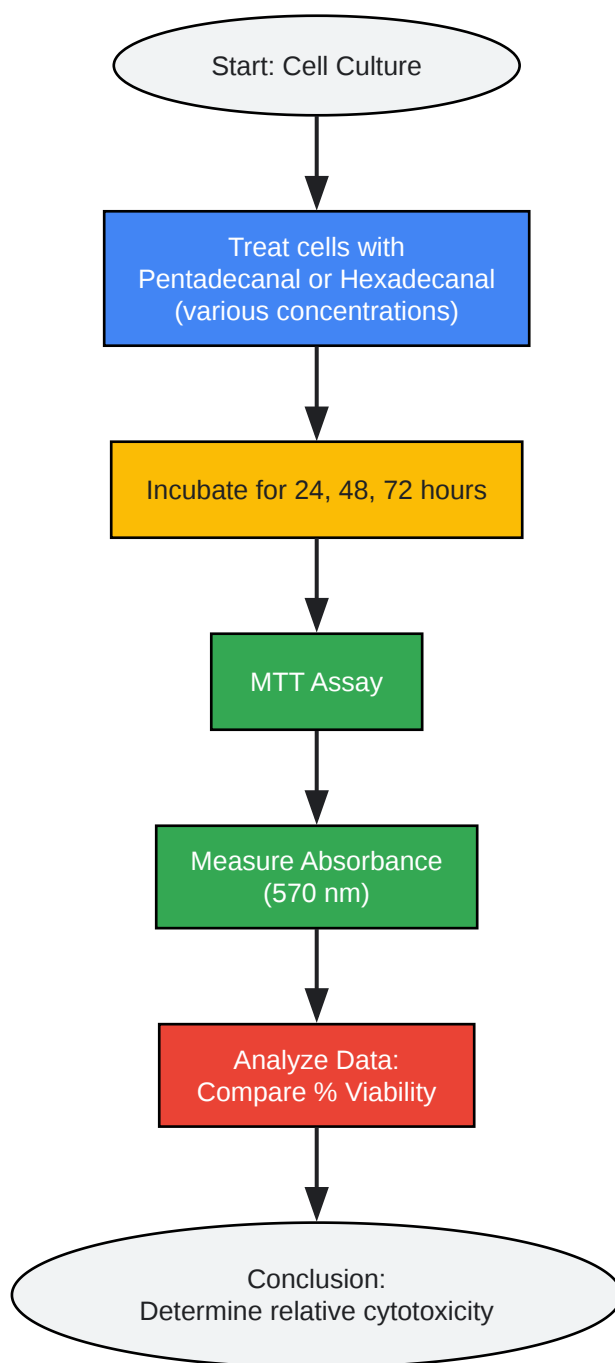 Start: Cell Culture
Treat cells with
Pentadecanal or Hexadecanal
(various concentrations)
Incubate for 24, 48, 72 hours
MTT Assay
Measure Absorbance
(570 nm)
Analyze Data:
Compare % Viability
Conclusion:
Determine relative cytotoxicity